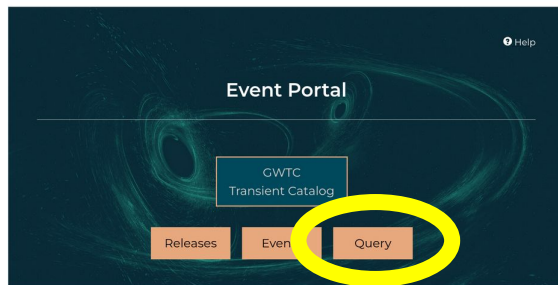 Help
Event Portal
GWTC
Transient Catalog
Releases
Query